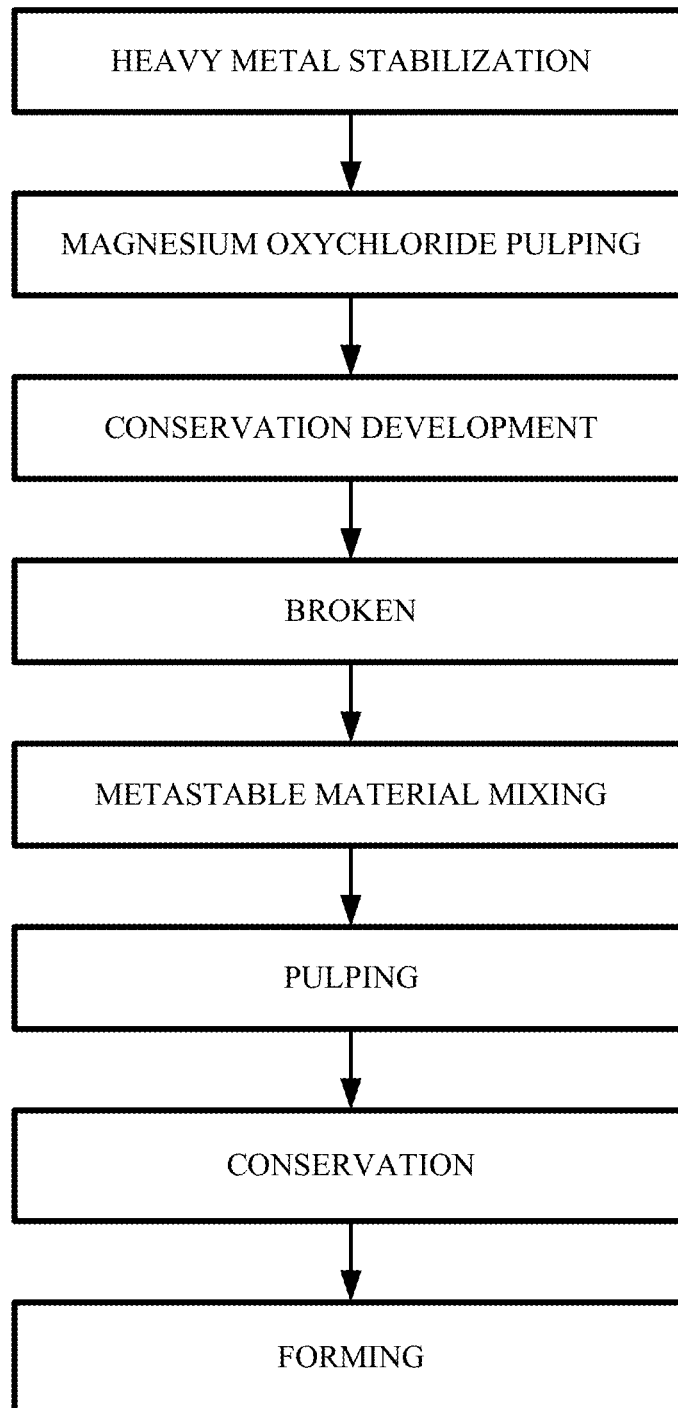 HEAVY METAL STABILIZATION
MAGNESIUM OXYCHLORIDE PULPING
CONSERVATION DEVELOPMENT
BROKEN
METASTABLE MATERIAL MIXING
PULPING
CONSERVATION
FORMING